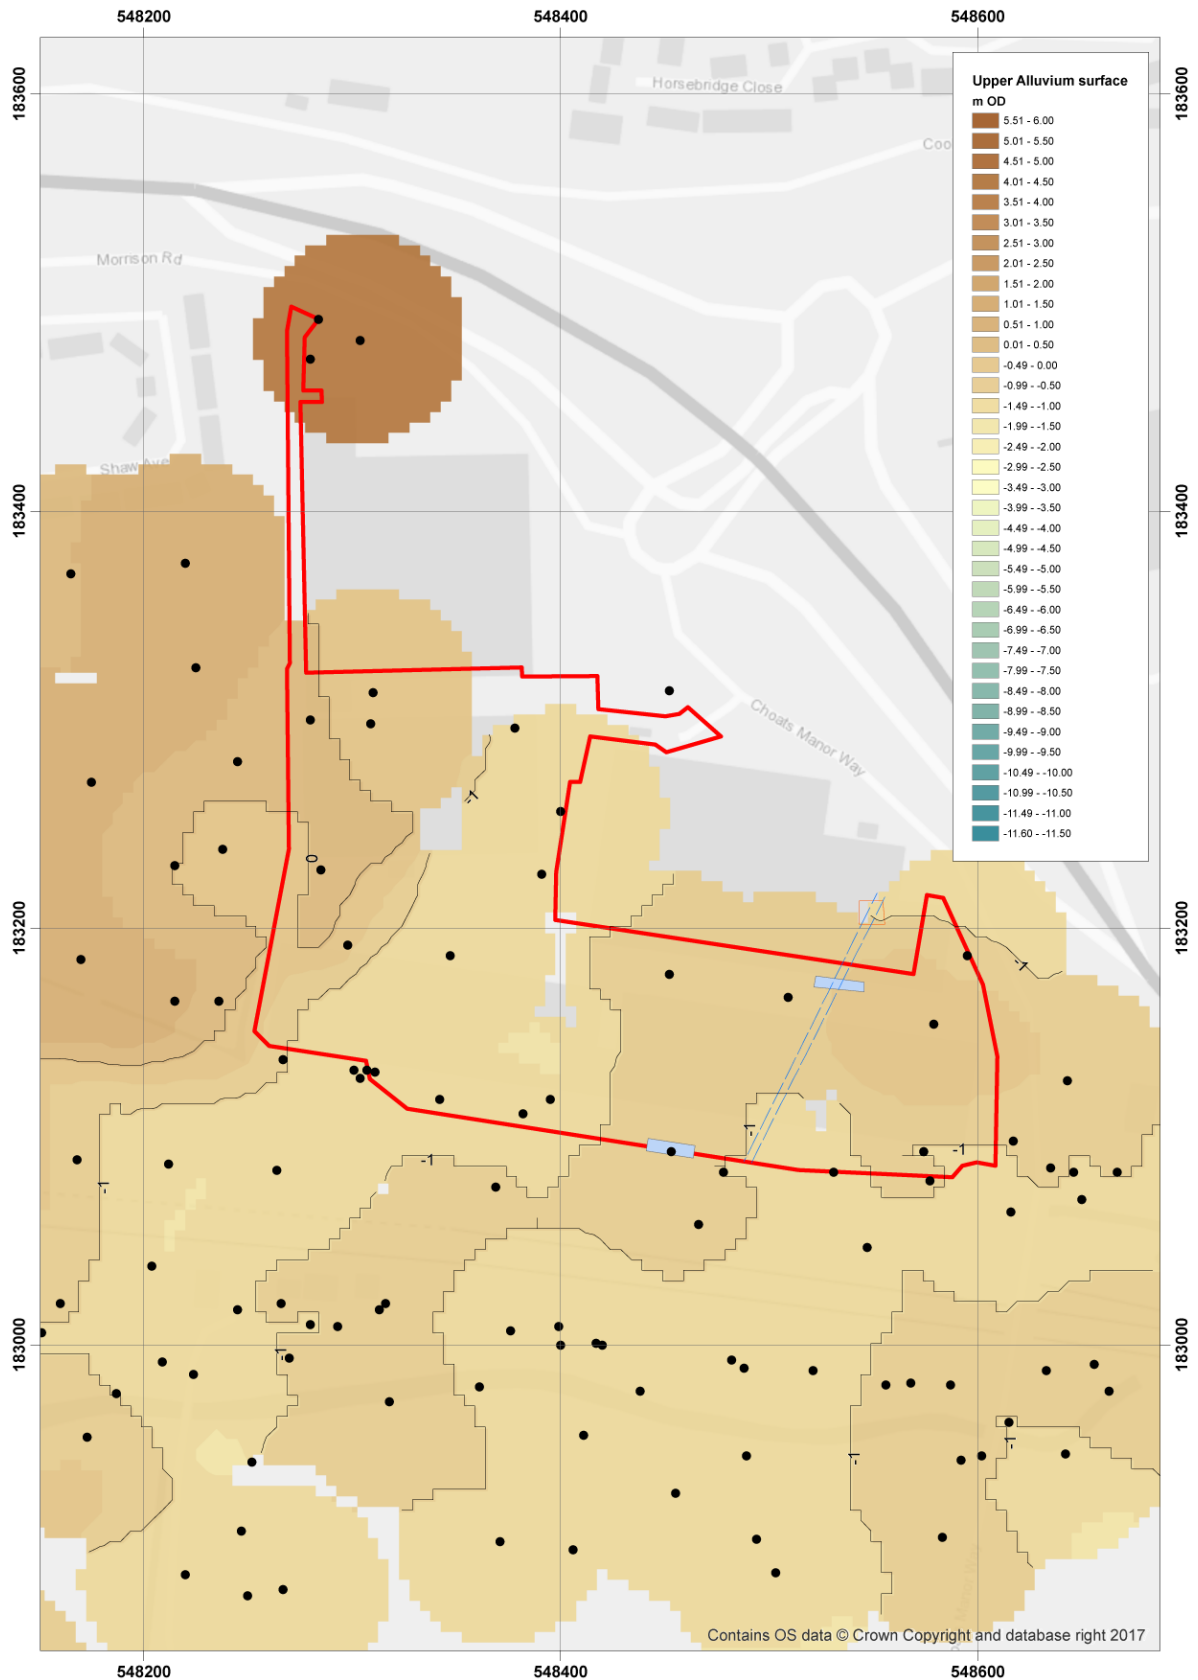 548200 548400 548600
183600 183600
Horsebridge Close
Upper Alluvium surface
m OD
5.51 - 6.00
5.01 - 5.50
4.51 - 5.00
4.01 - 4.50
3.51 - 4.00
3.01 - 3.50
2.51 - 3.00
2.01 - 2.50
1.51 - 2.00
1.01 - 1.50
0.51 - 1.00
0.01 - 0.50
-0.49 - 0.00
-0.99 - -0.50
-1.49 - -1.00
-1.99 - -1.50
-2.49 - -2.00
-2.99 - -2.50
-3.49 - -3.00
-3.99 - -3.50
-4.49 - -4.00
-4.99 - -4.50
-5.49 - -5.00
-5.99 - -5.50
-6.49 - -6.00
-6.99 - -6.50
-7.49 - -7.00
-7.99 - -7.50
-8.49 - -8.00
-8.99 - -8.50
-9.49 - -9.00
-9.99 - -9.50
-10.49 - -10.00
-10.99 - -10.50
-11.49 - -11.00
-11.60 - -11.50
Coo
Morrison Rd
Shaw Ave
183400 183400
Choats Manor Way
-1
0
183200 183200
-1
-1
-1
-1
-1
183000 183000
-1
-1
-1
Contains OS data © Crown Copyright and database right 2017
548200 548400 548600